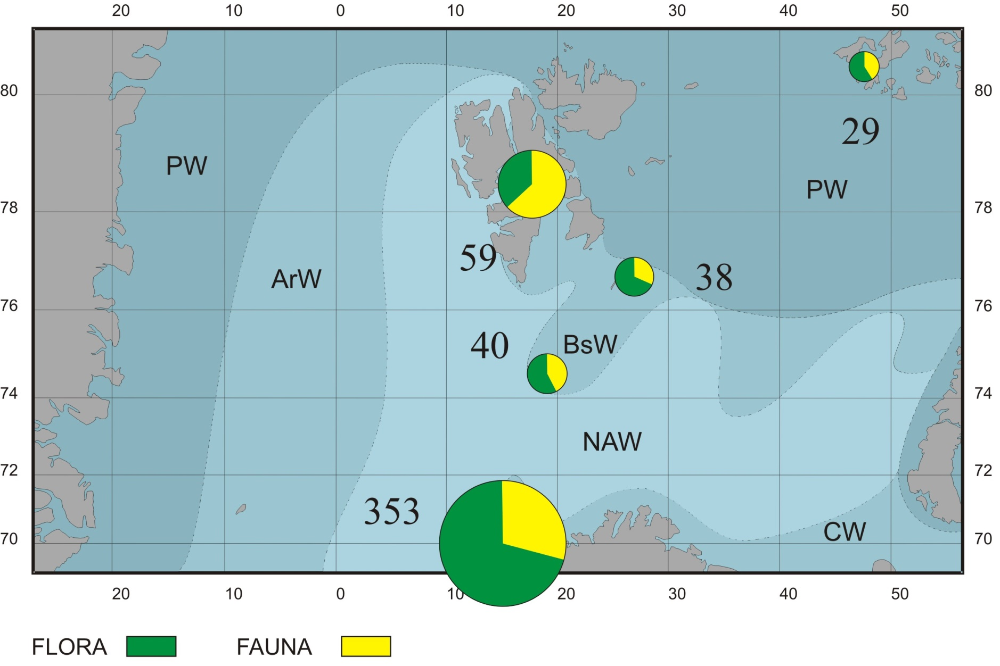 20 10 0 10 20 30 40 50
80 80
29
PW
PW
78 78
59
ArW
38
76 76
40
BsW
74 74
NAW
72 72
353
CW
70 70
20 10 0 10 20 30 40 50
FLORA FAUNA